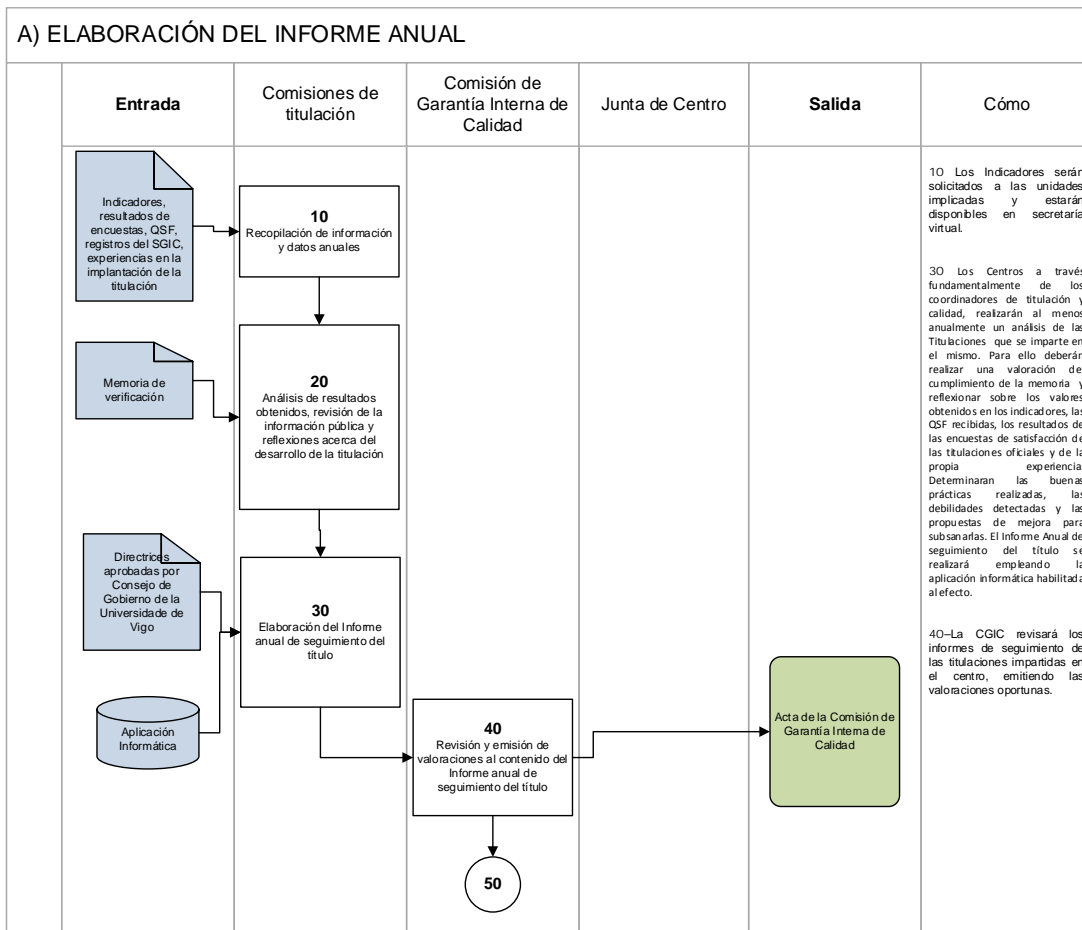 A) ELABORACIÓN DEL INFORME ANUAL
Entrada
Comisiones de
titulación
Comisión de
Garantía Interna de
Calidad
Junta de Centro
Salida
Cómo
Indicadores,
resultados de
encuestas, QSF,
registros del SGIC,
experiencias en la
implantación de la
titulación
10
Recopilación de información
y datos anuales
Memoria de
verificación
20
Análisis de resultados
obtenidos, revisión de la
información pública y
reflexiones acerca del
desarrollo de la titulación
Directrices
aprobadas por
Consejo de
Gobierno de la
Universidade de
Vigo
Aplicación
Informática
30
Elaboración del Informe
anual de seguimiento del
título
40
Revisión y emisión de
valoraciones al contenido del
Informe anual de
seguimiento del título
50
Acta de la Comisión de
Garantía Interna de
Calidad
10 Los Indicadores serán
solicitados a las unidades
implicadas y estarán
disponibles en secretaría
virtual.
30 Los Centros a través
fundamentalmente de los
coordinadores de titulación y
calidad, realizarán al menos
anualmente un análisis de las
Titulaciones que se imparte en
el mismo. Para ello deberán
realizar una valoración de
cumplimiento de la memoria y
reflexionar sobre los valores
obtenidos en los indicadores, las
QSF recibidas, los resultados de
las encuestas de satisfacción de
las titulaciones oficiales y de la
propia experiencia
Determinaran las buenas
prácticas realizadas, las
debilidades detectadas y las
propuestas de mejora para
subsanarlas. El Informe Anual de
seguimiento del título se
realizará empleando la
aplicación informática habilitada
al efecto.
40–La CGIC revisará los
informes de seguimiento de
las titulaciones impartidas en
el centro, emitiendo las
valoraciones oportunas.